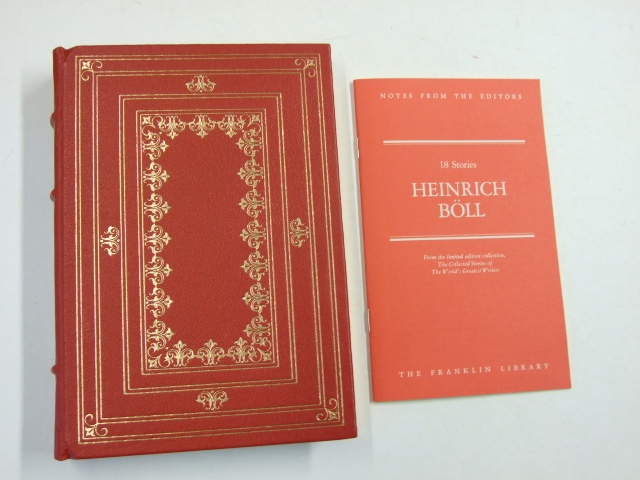 NOTES FROM THE EDITORS
18 Stories
HEINRICH
BÖLL
From the limited edition collection,
The Collected Stories of
The World's Greatest Writers
THE FRANKLIN LIBRARY